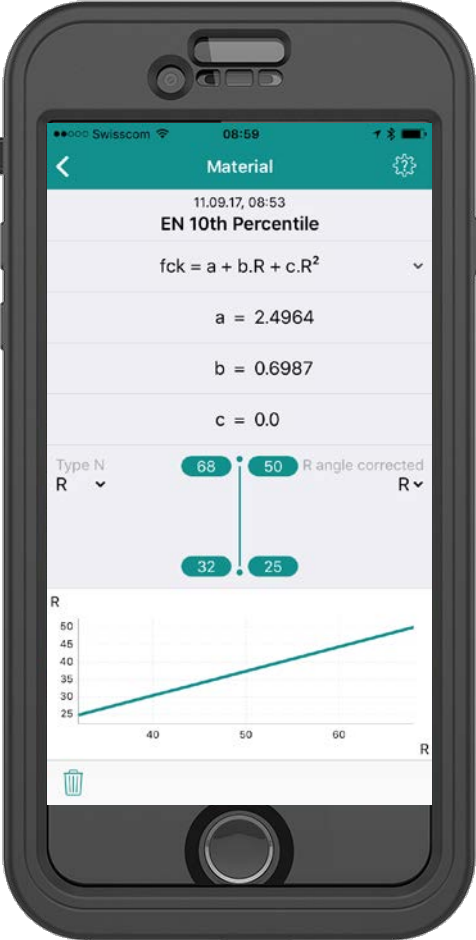 Swisscom 08:59
Material
11.09.17, 08:53
EN 10th Percentile
fck = a + b.R + c.R²
a = 2.4964
b = 0.6987
c = 0.0
Type N 68 50 R angle corrected
R R
32 25
R
50
45
40
35
30
25
40 50 60
R